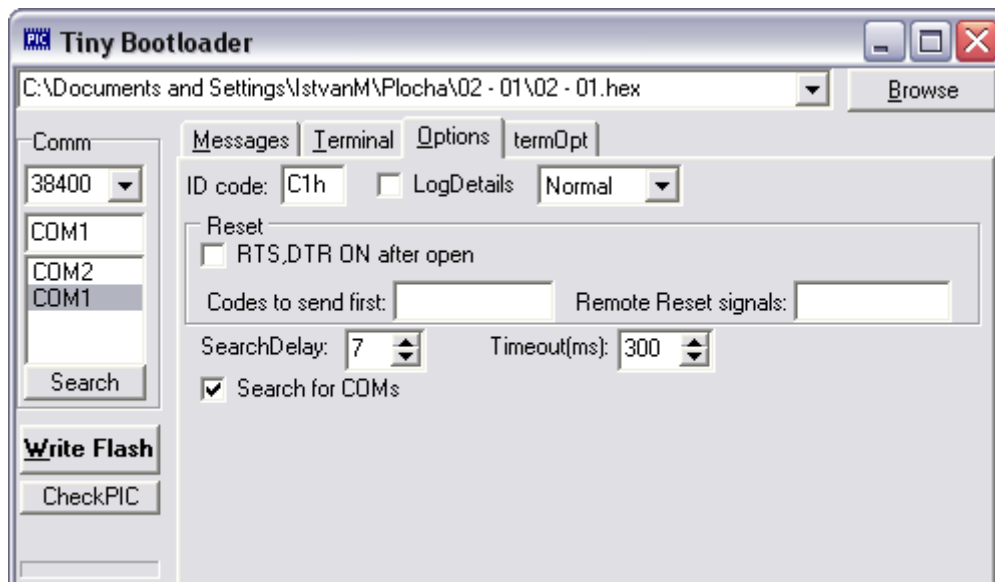 PIC Tiny Bootloader
C:\Documents and Settings\IstvanM\Plocha\02 - 01\02 - 01.hex
Browse
Comm
38400
COM1
COM2
COM1
Search
Write Flash
CheckPIC
Messages Terminal Options termOpt
ID code: C1h LogDetails Normal
Reset
RTS,DTR ON after open
Codes to send first: Remote Reset signals:
SearchDelay: 7 Timeout(ms): 300
Search for COMs